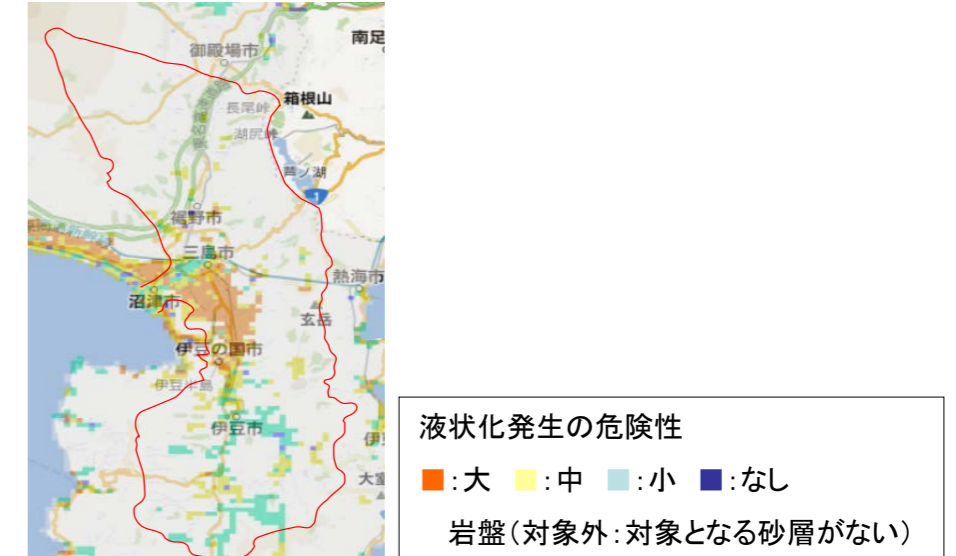 南足
御殿場市
箱根山
長尾峠
湖尻峠
芦ノ湖
1
裾野市
三島市
熱海市
沼津市
玄岳
伊豆の国市
伊豆半島
伊豆市
伊豆
大室
液状化発生の危険性
■:大 ■:中 ■:小 ■:なし
岩盤(対象外:対象となる砂層がない)